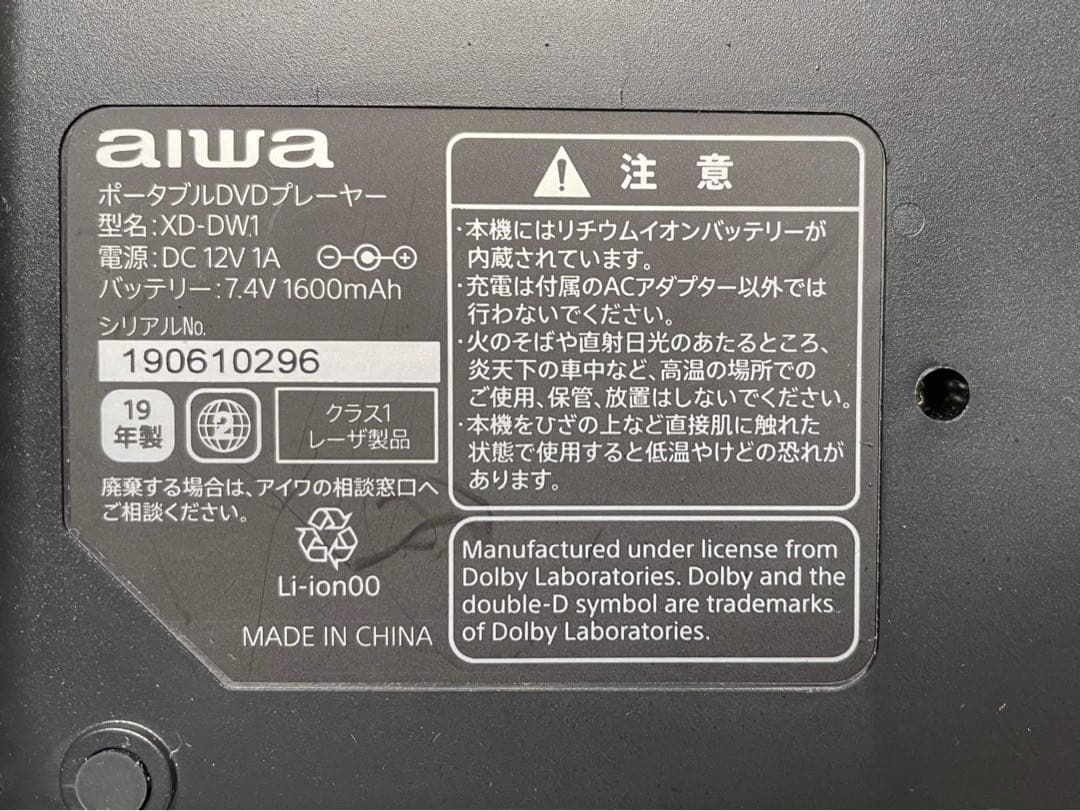 aiwa
ポータブルDVDプレーヤー
型名:XD-DW1
電源:DC 12V 1A
バッテリー:7.4V 1600mAh
シリアルNo.
190610296
19
年製
2
クラス1
レーザ製品
廃棄する場合は、アイワの相談窓口へ
ご相談ください。
Li-ion00
MADE IN CHINA
注 意
・本機にはリチウムイオンバッテリーが
内蔵されています。
・充電は付属のACアダプター以外では
行わないでください。
・火のそばや直射日光のあたるところ、
炎天下の車中など、高温の場所での
ご使用、保管、放置はしないでください。
・本機をひざの上など直接肌に触れた
状態で使用すると低温やけどの恐れが
あります。
Manufactured under license from
Dolby Laboratories. Dolby and the
double-D symbol are trademarks
of Dolby Laboratories.